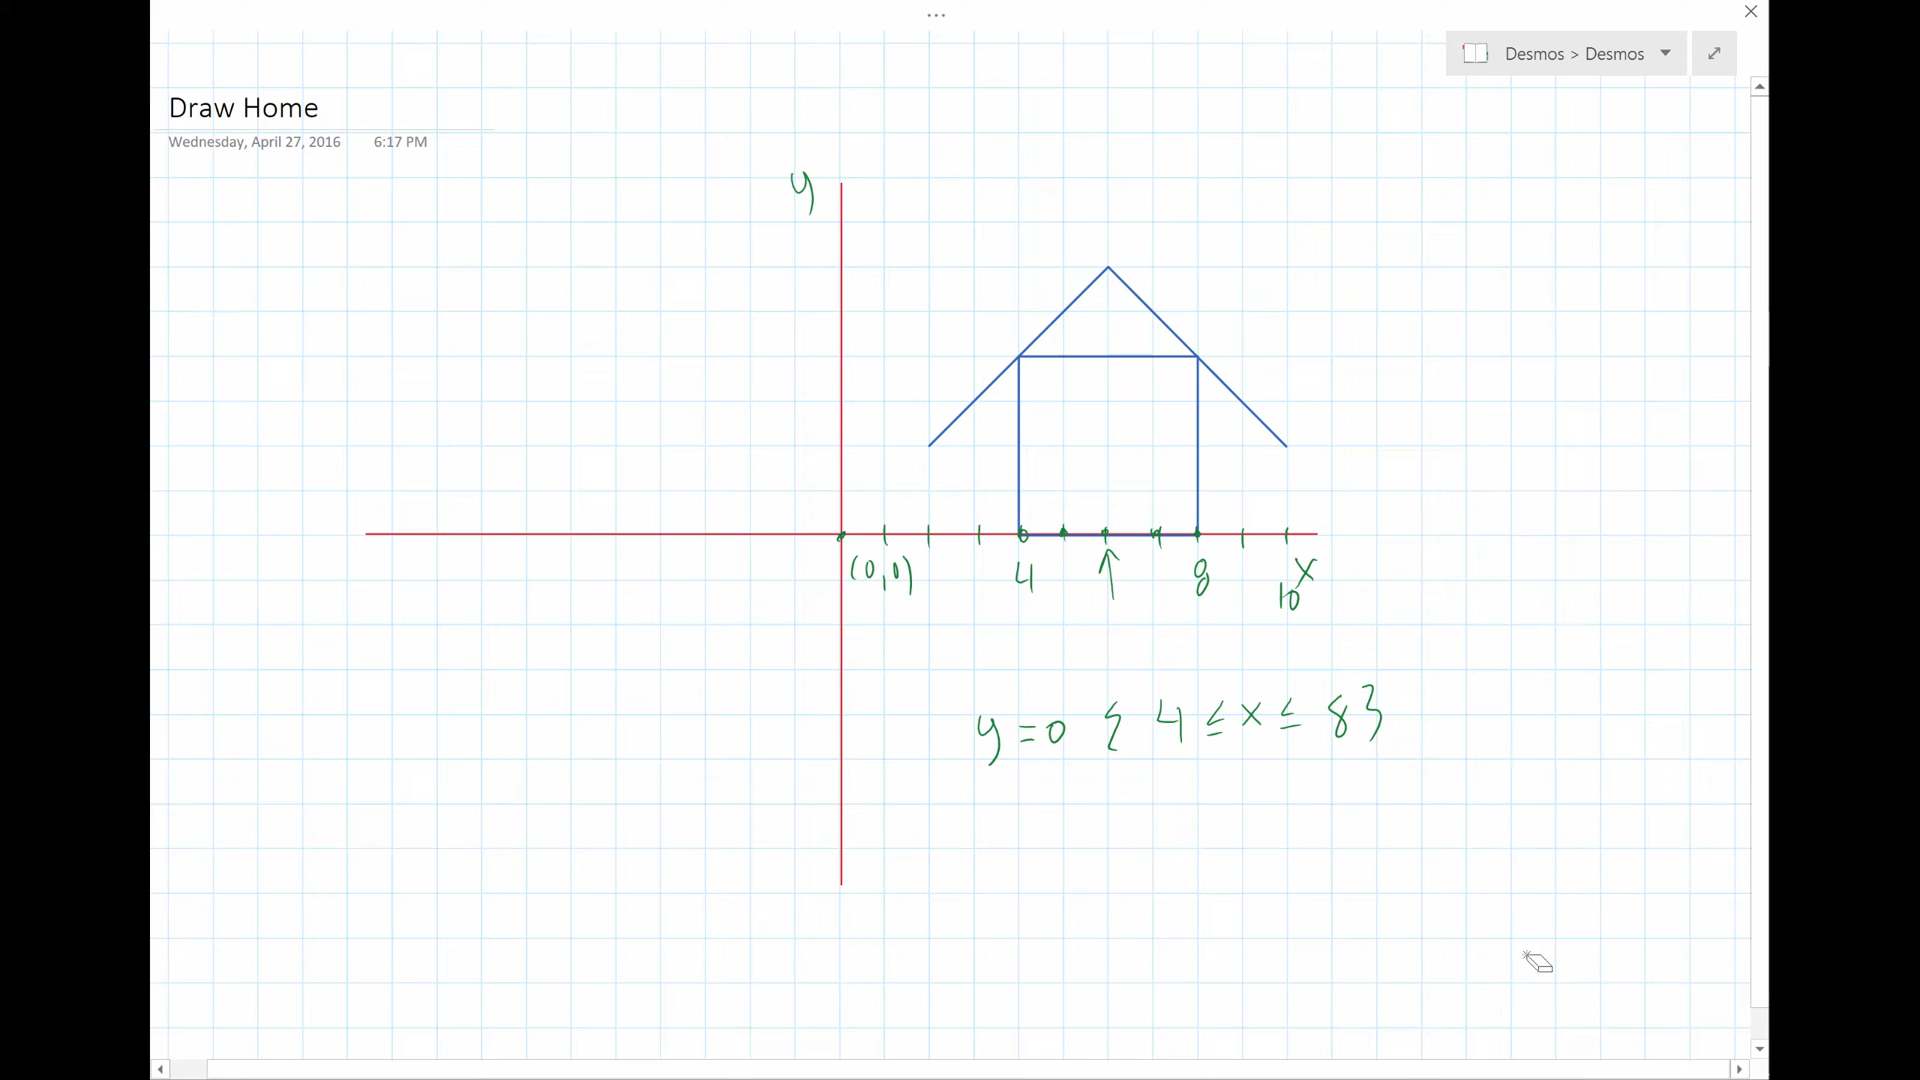 Desmos > Desmos
Draw Home
Wednesday, April 27, 2016 6:17 PM
y
(0,0) 4 8 x
10
y = 0 { 4 ≤ x ≤ 8 }